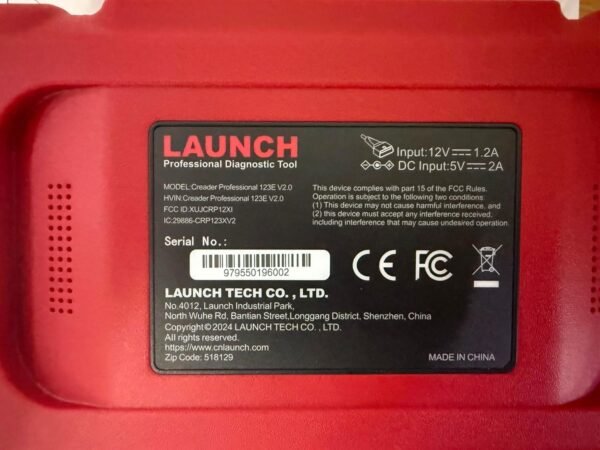 LAUNCH
Professional Diagnostic Tool
Input:12V 1.2A
DC Input:5V 2A
MODEL:Creader Professional 123E V2.0
HVIN:Creader Professional 123E V2.0
FCC ID:XUJCRP12XI
IC:29886-CRP123XV2
This device complies with part 15 of the FCC Rules.
Operation is subject to the following two conditions:
(1) This device may not cause harmful interference, and
(2) this device must accept any interference received,
including interference that may cause undesired operation.
Serial No.:
979550196002
CE FC
LAUNCH TECH CO., LTD.
No.4012, Launch Industrial Park,
North Wuhe Rd, Bantian Street,Longgang District, Shenzhen, China
Copyright© 2024 LAUNCH TECH CO., LTD.
All rights reserved.
https://www.cnlaunch.com
Zip Code: 518129
MADE IN CHINA